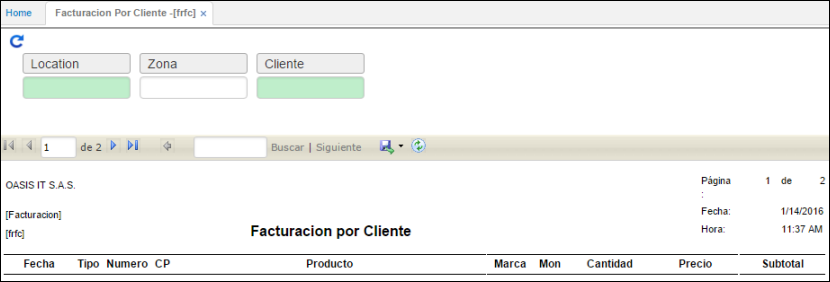 Home Facturacion Por Cliente -[frfc] ×
Location Zona Cliente
1 de 2 Buscar | Siguiente
OASIS IT S.A.S. Página : 1 de 2
[Facturacion] Fecha: 1/14/2016
[frfc] Facturacion por Cliente Hora: 11:37 AM
Fecha Tipo Numero CP Producto Marca Mon Cantidad Precio Subtotal